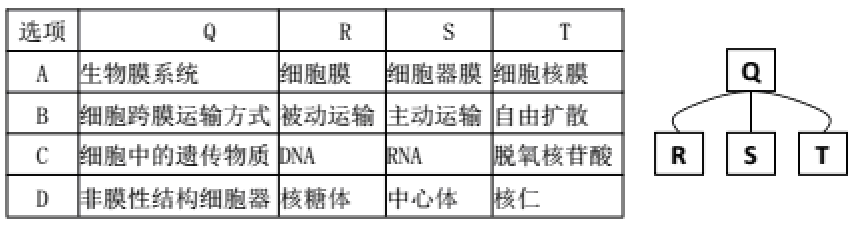 选项 Q R S T
A 生物膜系统 细胞膜 细胞器膜 细胞核膜
B 细胞跨膜运输方式 被动运输 主动运输 自由扩散
C 细胞中的遗传物质 DNA RNA 脱氧核苷酸
D 非膜性结构细胞器 核糖体 中心体 核仁
Q
R S T